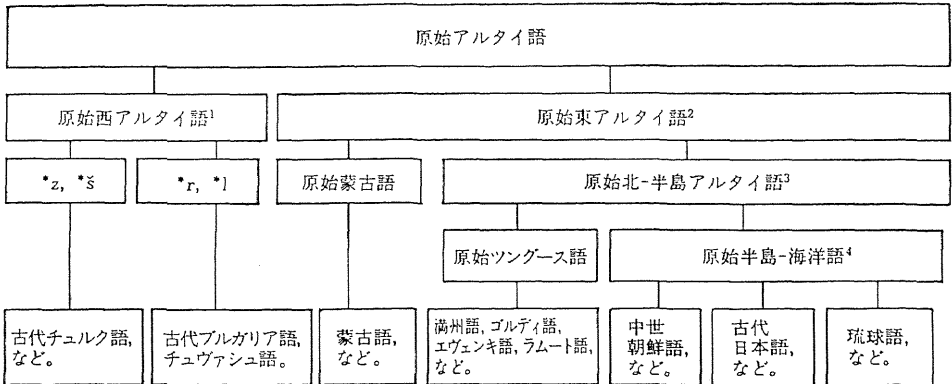 原始アルタイ語
原始西アルタイ語¹
原始東アルタイ語²
*z, *š
*r, *l
原始蒙古語
原始北-半島アルタイ語³
原始ツングース語
原始半島-海洋語⁴
古代チュルク語,
など。
古代ブルガリア語,
チュヴァシュ語。
蒙古語,
など。
満州語, ゴルディ語,
エヴェンキ語, ラムート語,
など。
中世
朝鮮語,
など。
古代
日本語,
など。
琉球語,
など。